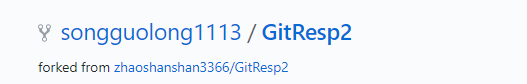 songguolong1113 / GitResp2
forked from zhaoshanshan3366/GitResp2